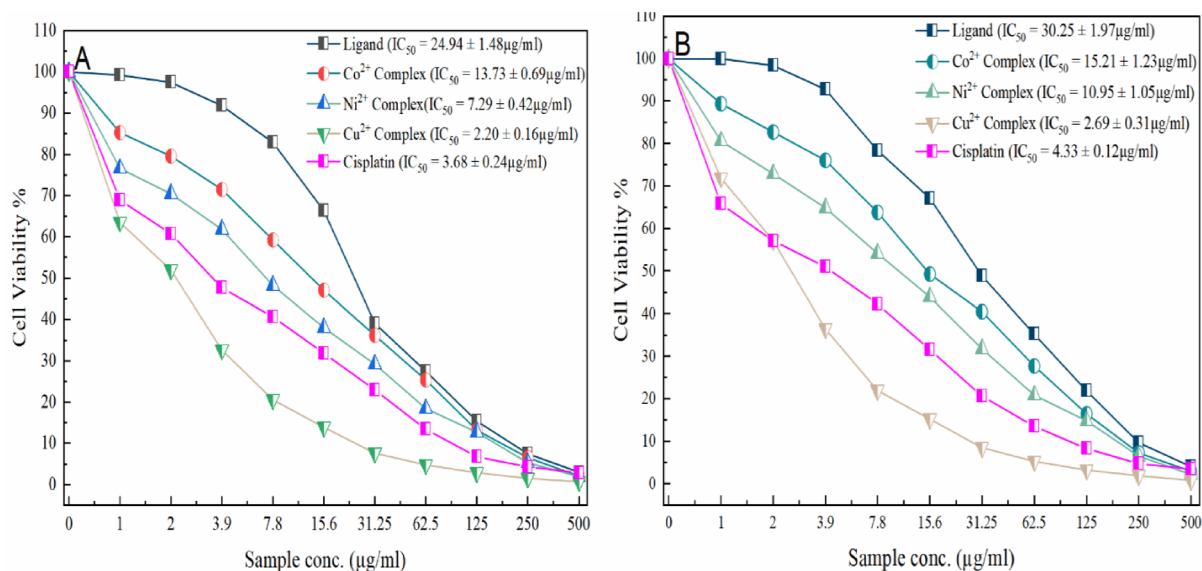 A
Ligand (IC50 = 24.94 ± 1.48µg/ml)
Co2+ Complex (IC50 = 13.73 ± 0.69µg/ml)
Ni2+ Complex(IC50 = 7.29 ± 0.42µg/ml)
Cu2+ Complex (IC50 = 2.20 ± 0.16µg/ml)
Cisplatin (IC50 = 3.68 ± 0.24µg/ml)
Cell Viability %
110
100
90
80
70
60
50
40
30
20
10
0
0 1 2 3.9 7.8 15.6 31.25 62.5 125 250 500
Sample conc. (µg/ml)
B
Ligand (IC50 = 30.25 ± 1.97µg/ml)
Co2+ Complex (IC50 = 15.21 ± 1.23µg/ml)
Ni2+ Complex (IC50 = 10.95 ± 1.05µg/ml)
Cu2+ Complex (IC50 = 2.69 ± 0.31µg/ml)
Cisplatin (IC50 = 4.33 ± 0.12µg/ml)
Cell Viability %
110
100
90
80
70
60
50
40
30
20
10
0
0 1 2 3.9 7.8 15.6 31.25 62.5 125 250 500
Sample conc. (µg/ml)